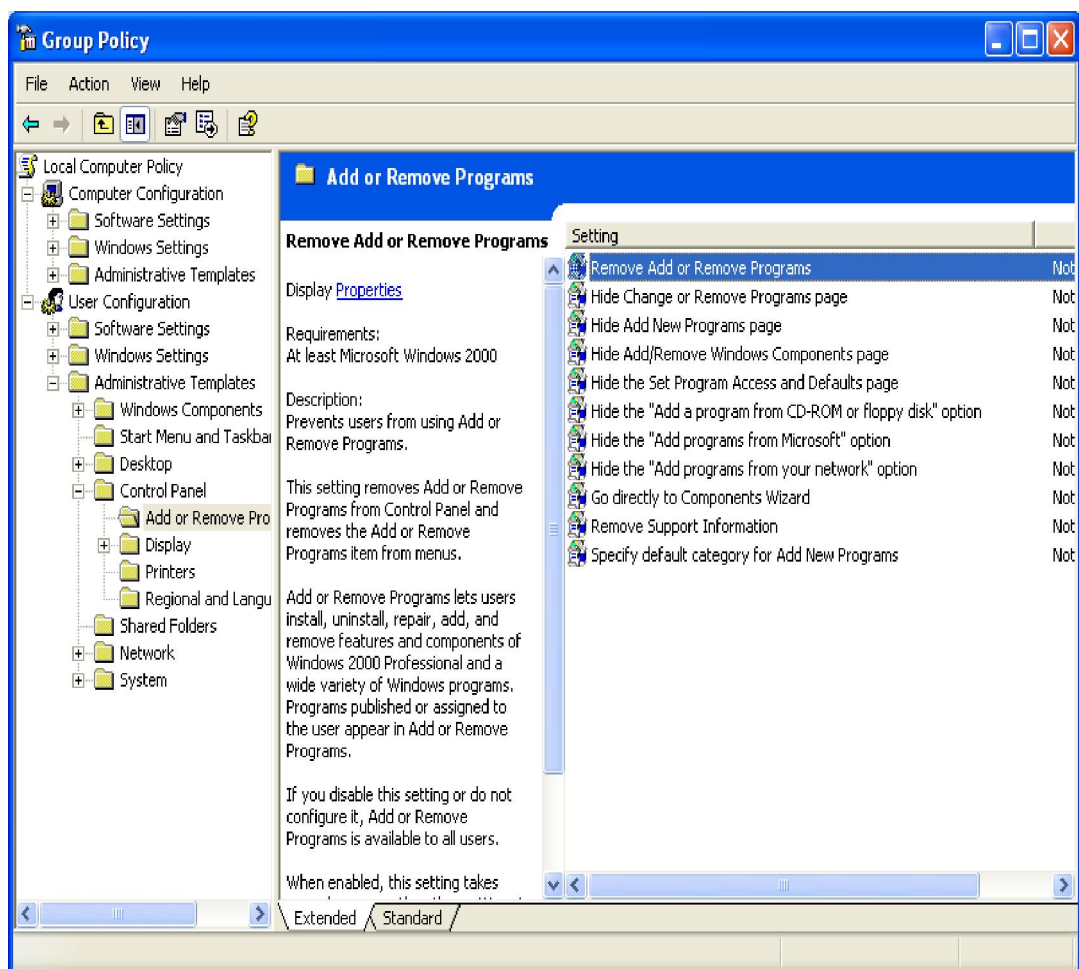 Group Policy
File Action View Help
Local Computer Policy
Computer Configuration
Software Settings
Windows Settings
Administrative Templates
User Configuration
Software Settings
Windows Settings
Administrative Templates
Windows Components
Start Menu and Taskbar
Desktop
Control Panel
Add or Remove Pro
Display
Printers
Regional and Langu
Shared Folders
Network
System
Add or Remove Programs
Remove Add or Remove Programs
Display Properties
Requirements:
At least Microsoft Windows 2000
Description:
Prevents users from using Add or
Remove Programs.
This setting removes Add or Remove
Programs from Control Panel and
removes the Add or Remove
Programs item from menus.
Add or Remove Programs lets users
install, uninstall, repair, add, and
remove features and components of
Windows 2000 Professional and a
wide variety of Windows programs.
Programs published or assigned to
the user appear in Add or Remove
Programs.
If you disable this setting or do not
configure it, Add or Remove
Programs is available to all users.
When enabled, this setting takes
Setting
Remove Add or Remove Programs Not
Hide Change or Remove Programs page Not
Hide Add New Programs page Not
Hide Add/Remove Windows Components page Not
Hide the Set Program Access and Defaults page Not
Hide the "Add a program from CD-ROM or floppy disk" option Not
Hide the "Add programs from Microsoft" option Not
Hide the "Add programs from your network" option Not
Go directly to Components Wizard Not
Remove Support Information Not
Specify default category for Add New Programs Not
Extended Standard